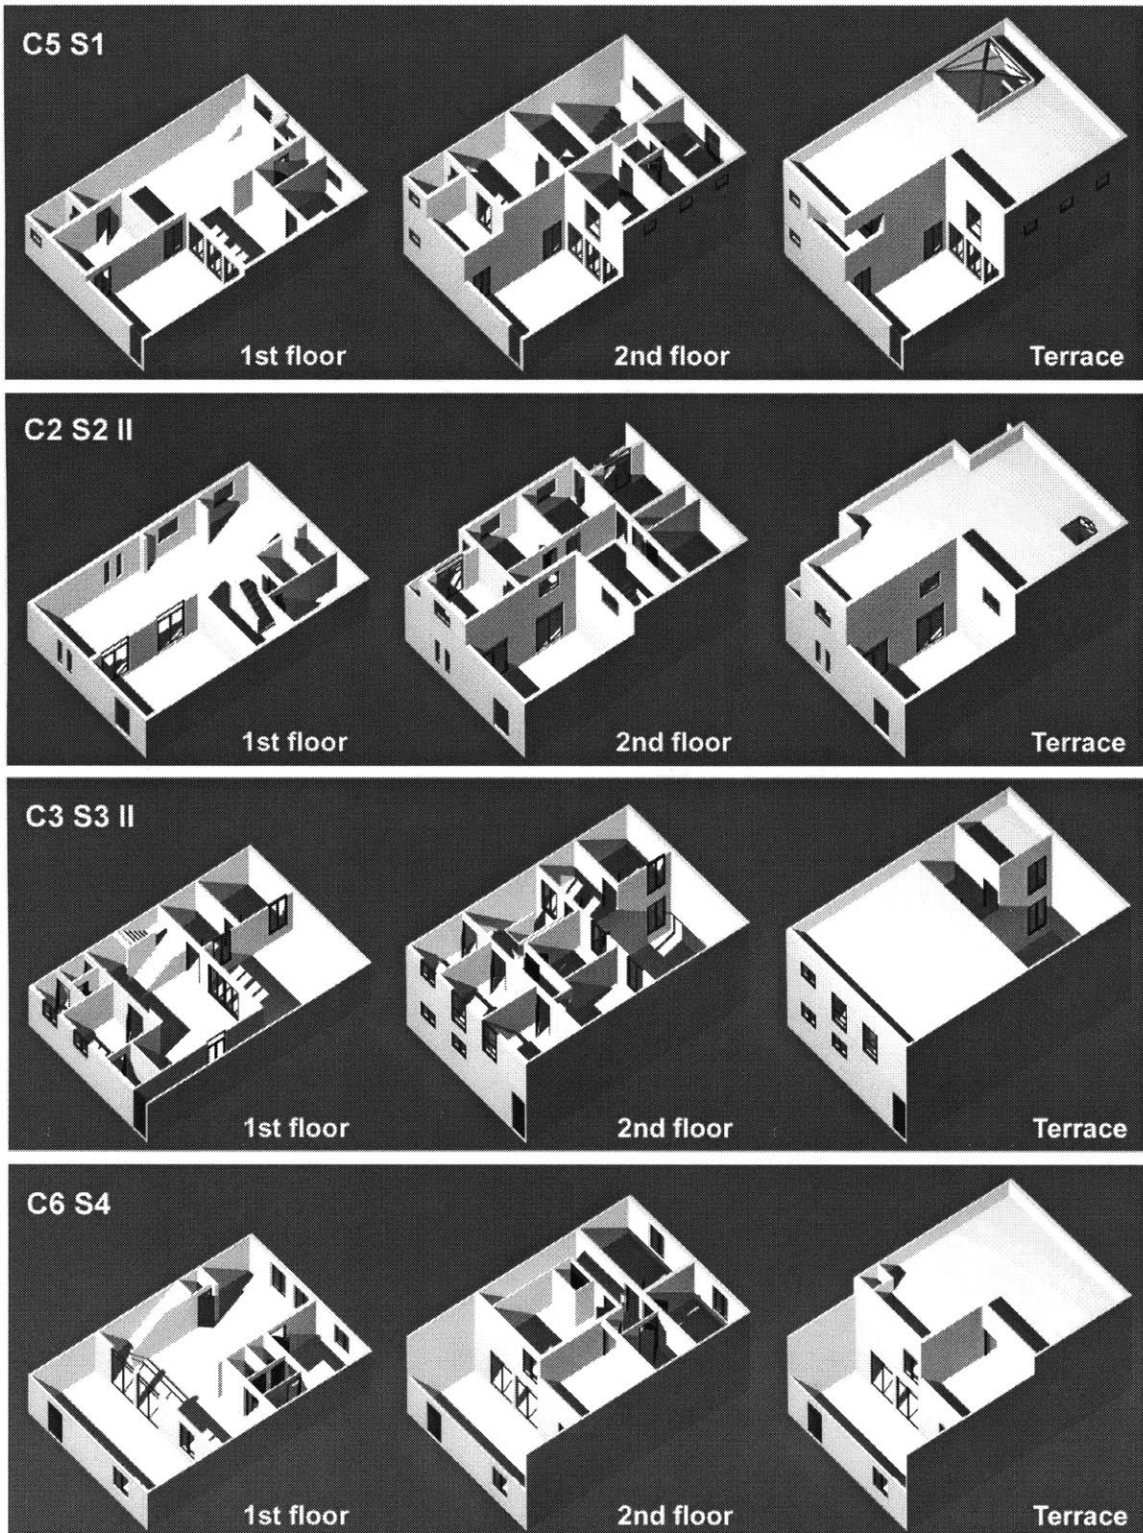 C5 S1
1st floor
2nd floor
Terrace
C2 S2 II
1st floor
2nd floor
Terrace
C3 S3 II
1st floor
2nd floor
Terrace
C6 S4
1st floor
2nd floor
Terrace